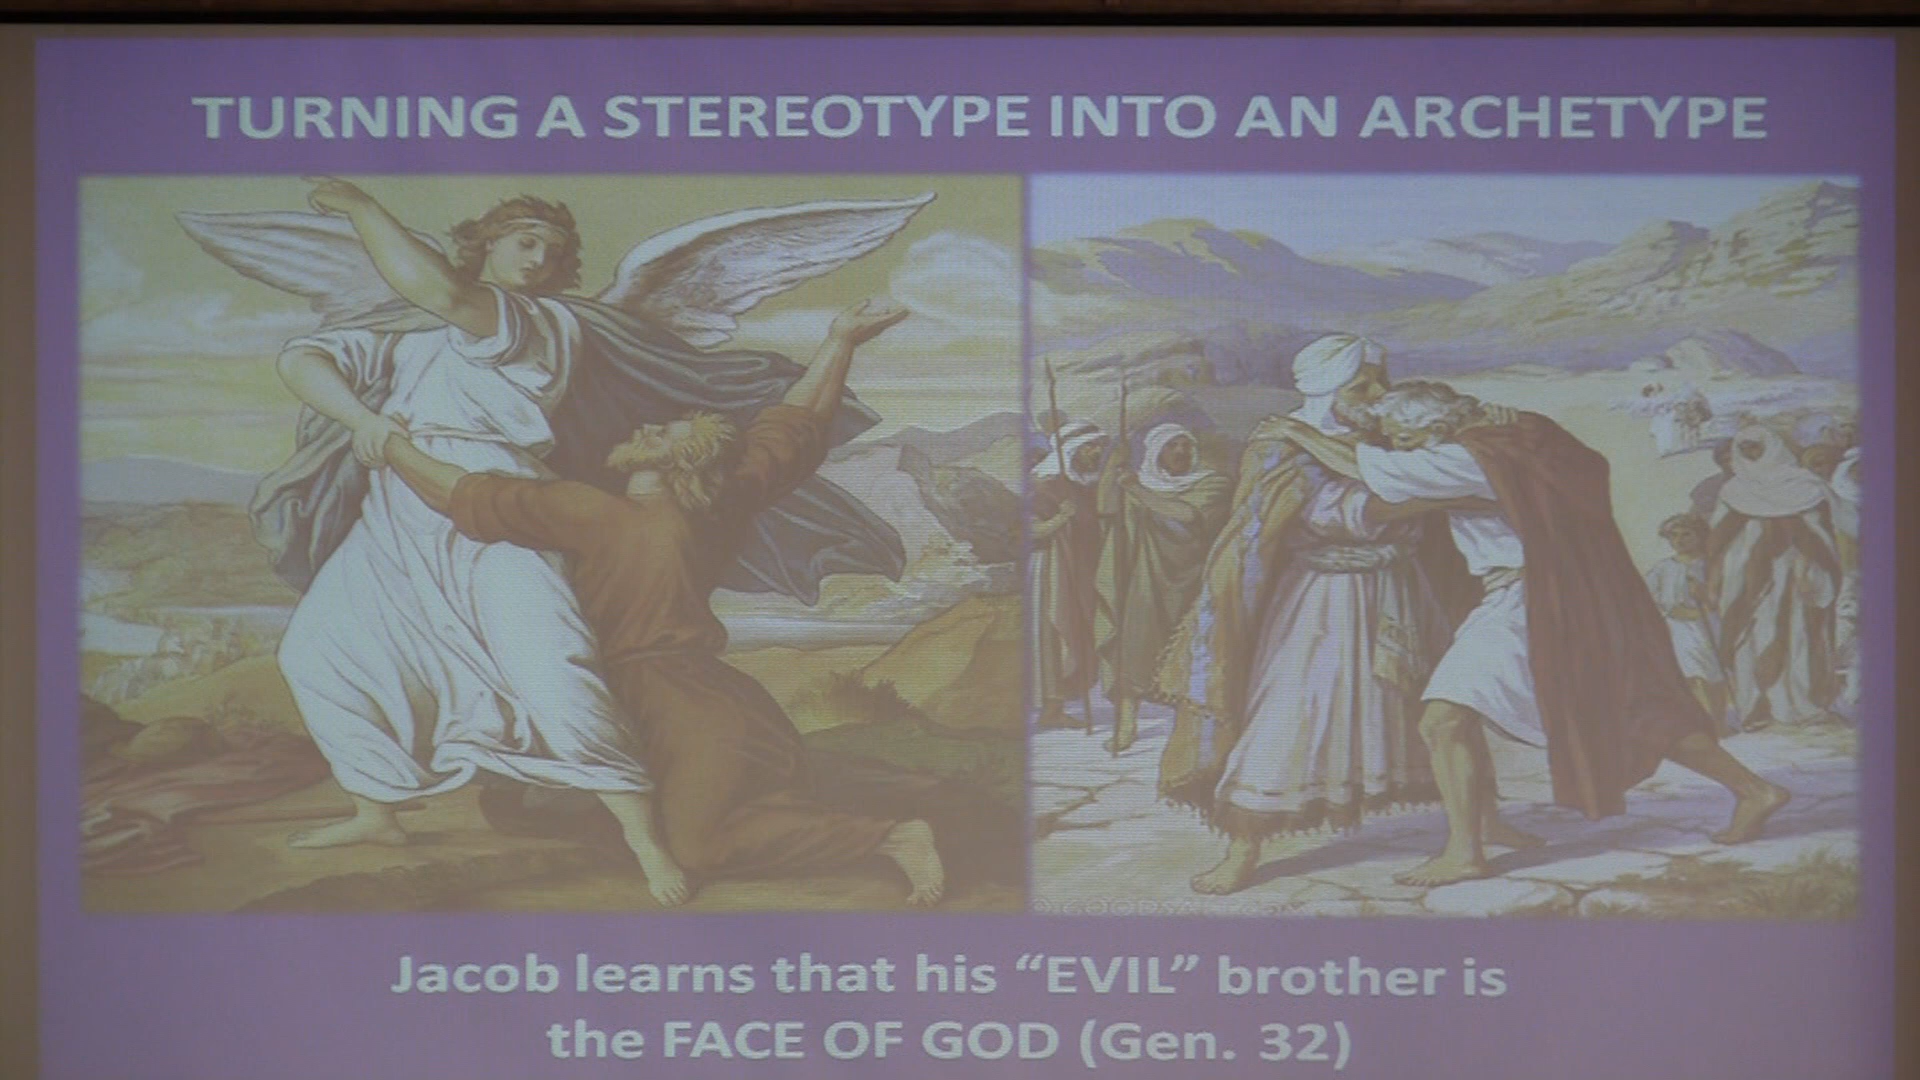 TURNING A STEREOTYPE INTO AN ARCHETYPE
Jacob learns that his “EVIL” brother is
the FACE OF GOD (Gen. 32)